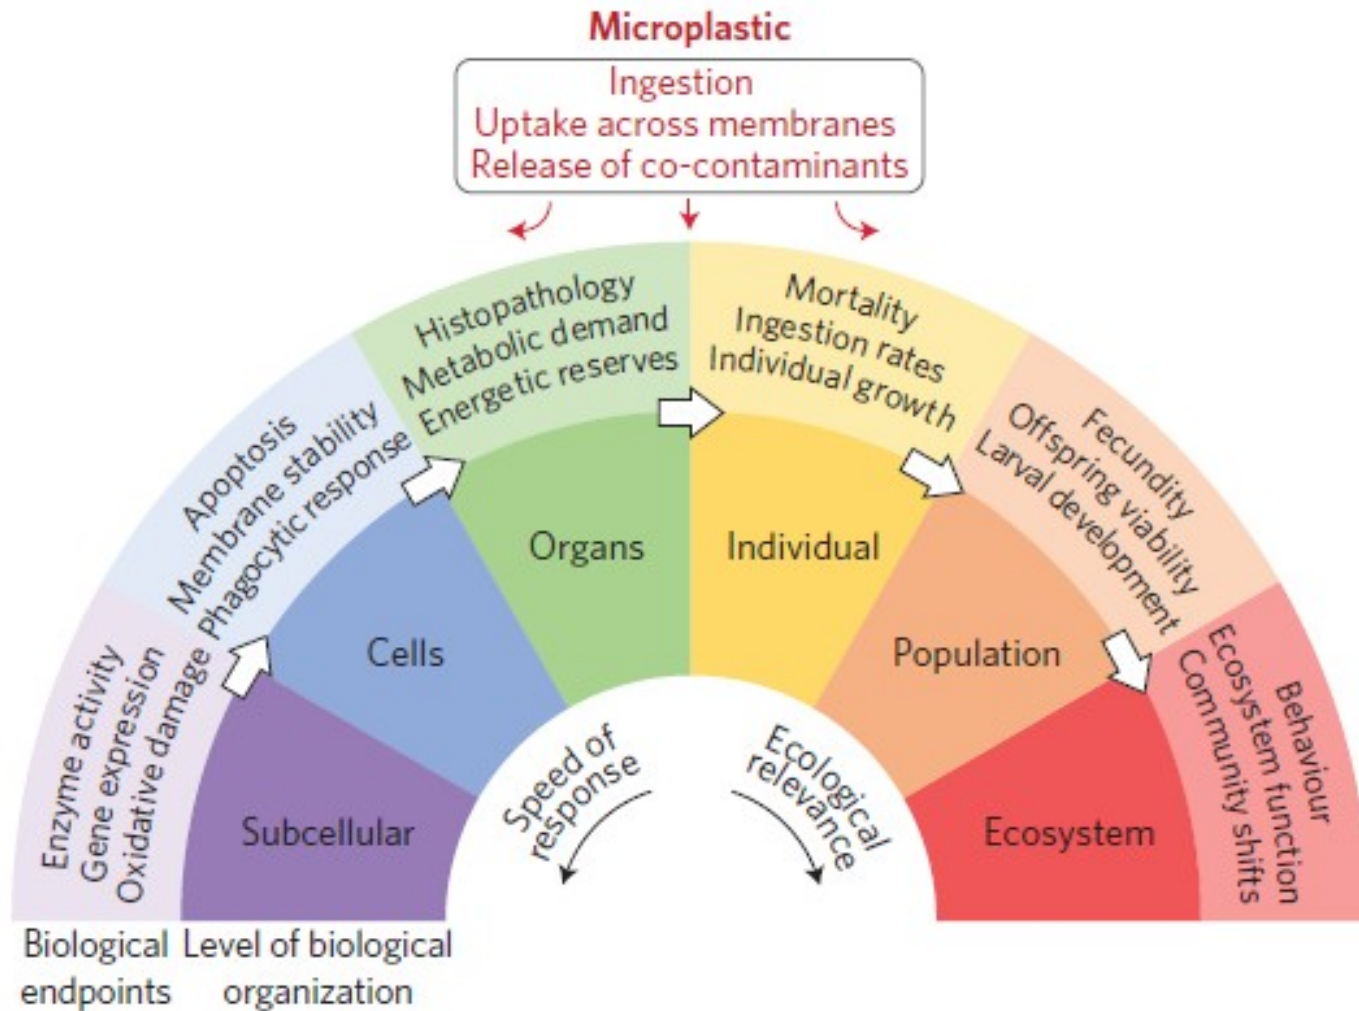 Microplastic
Ingestion
Uptake across membranes
Release of co-contaminants
Enzyme activity
Gene expression
Oxidative damage
Apoptosis
Membrane stability
Phagocytic response
Histopathology
Metabolic demand
Energetic reserves
Mortality
Ingestion rates
Individual growth
Fecundity
Offspring viability
Larval development
Behaviour
Ecosystem function
Community shifts
Subcellular
Cells
Organs
Individual
Population
Ecosystem
Speed of
response
Ecological
relevance
Biological
endpoints
Level of biological
organization